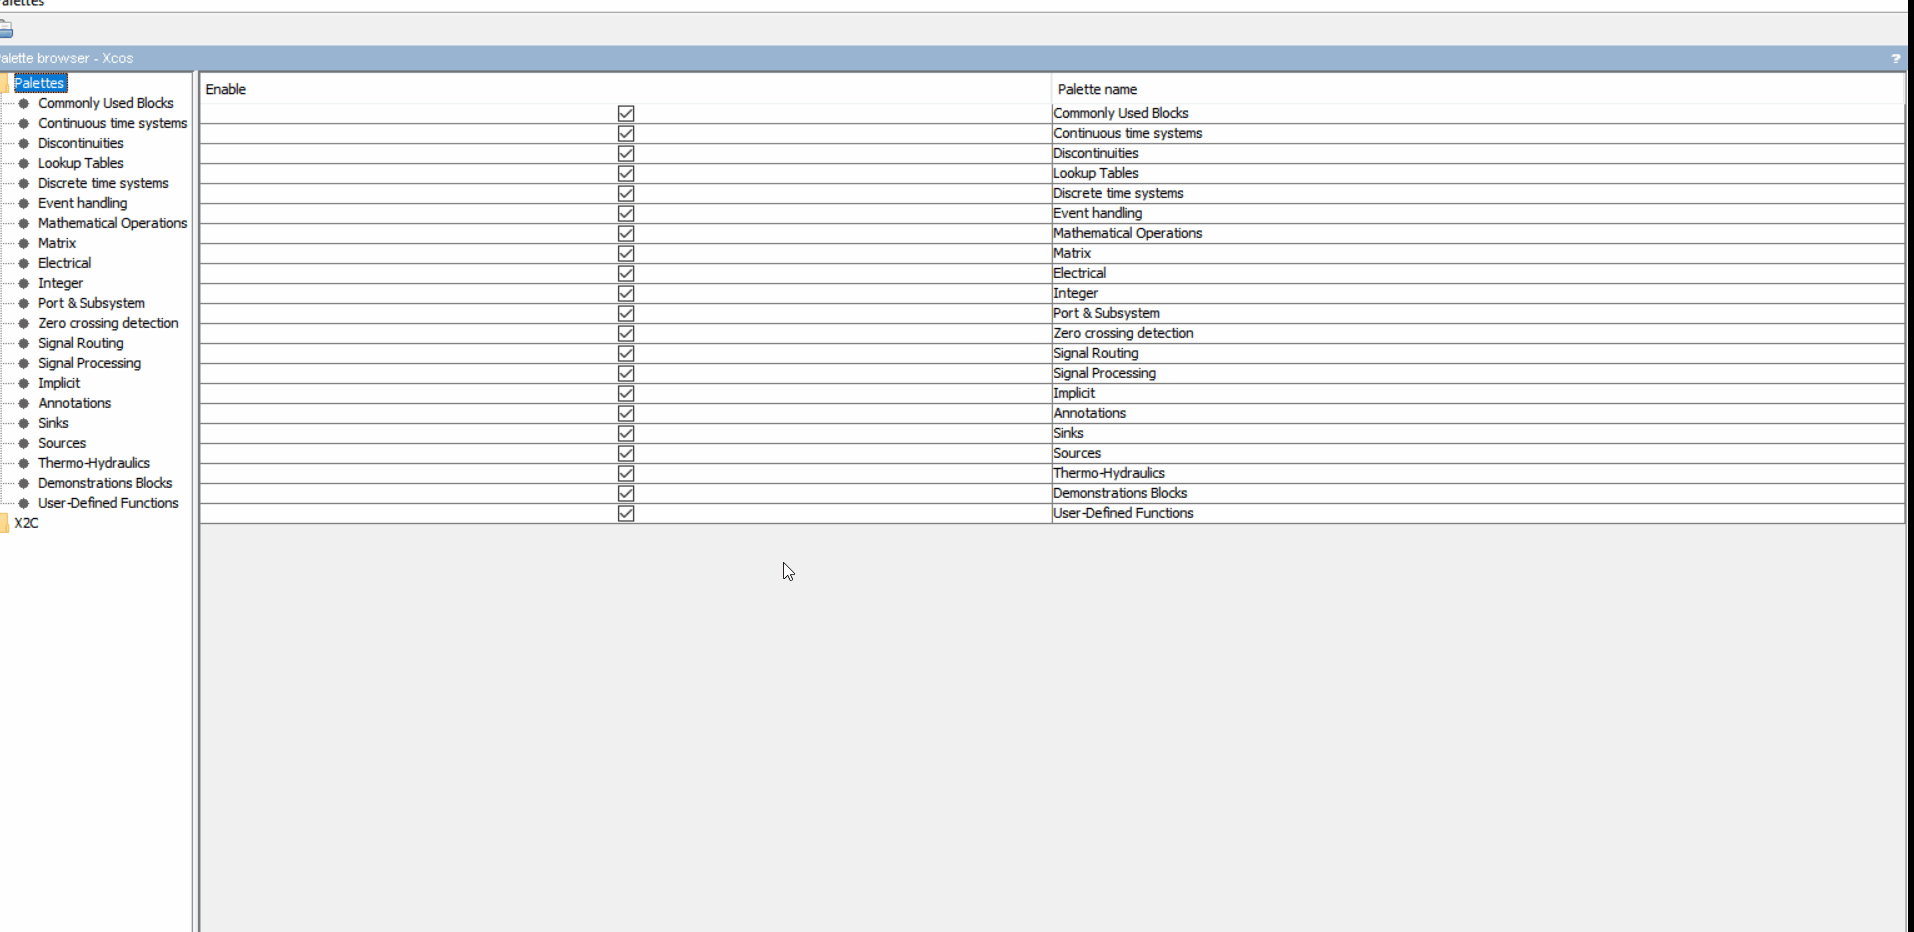 Palette browser - Xcos
?
Palettes
Commonly Used Blocks
Continuous time systems
Discontinuities
Lookup Tables
Discrete time systems
Event handling
Mathematical Operations
Matrix
Electrical
Integer
Port & Subsystem
Zero crossing detection
Signal Routing
Signal Processing
Implicit
Annotations
Sinks
Sources
Thermo-Hydraulics
Demonstrations Blocks
User-Defined Functions
X2C
Enable Palette name
Commonly Used Blocks
Continuous time systems
Discontinuities
Lookup Tables
Discrete time systems
Event handling
Mathematical Operations
Matrix
Electrical
Integer
Port & Subsystem
Zero crossing detection
Signal Routing
Signal Processing
Implicit
Annotations
Sinks
Sources
Thermo-Hydraulics
Demonstrations Blocks
User-Defined Functions